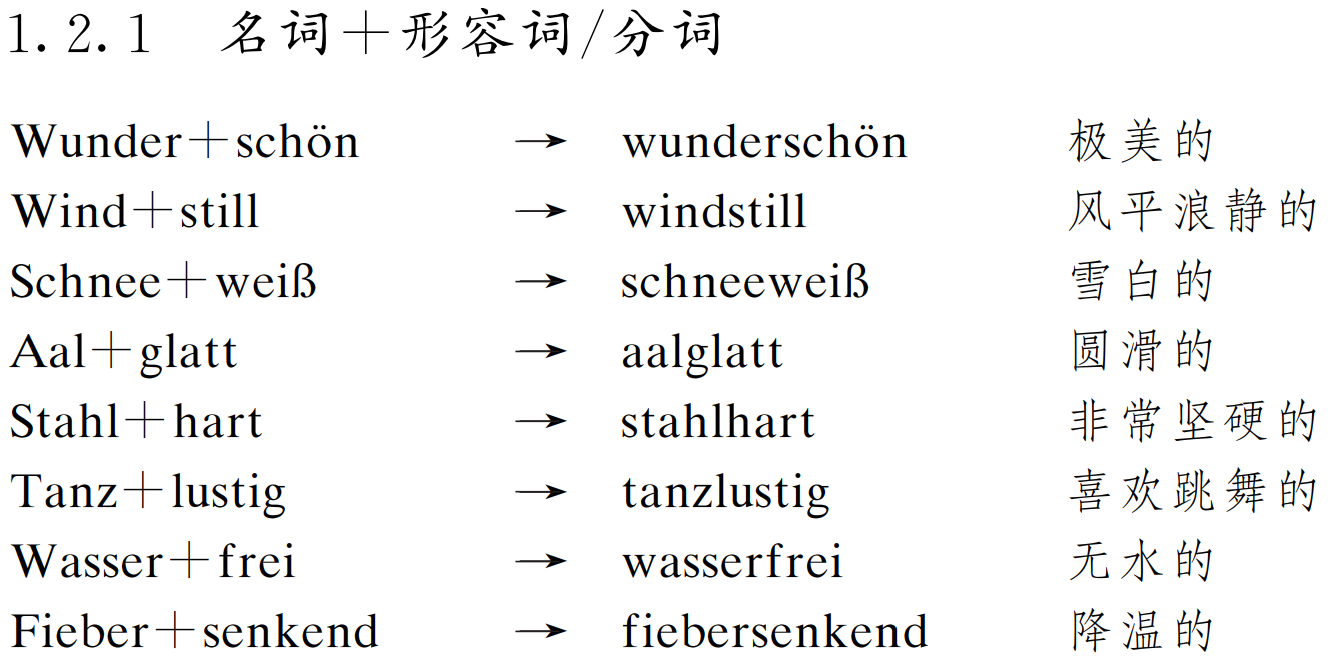 1.2.1 名词+形容词/分词
Wunder+schön → wunderschön 极美的
Wind+still → windstill 风平浪静的
Schnee+weiß → schneeweiß 雪白的
Aal+glatt → aalglatt 圆滑的
Stahl+hart → stahlhart 非常坚硬的
Tanz+lustig → tanzlustig 喜欢跳舞的
Wasser+frei → wasserfrei 无水的
Fieber+senkend → fiebersenkend 降温的